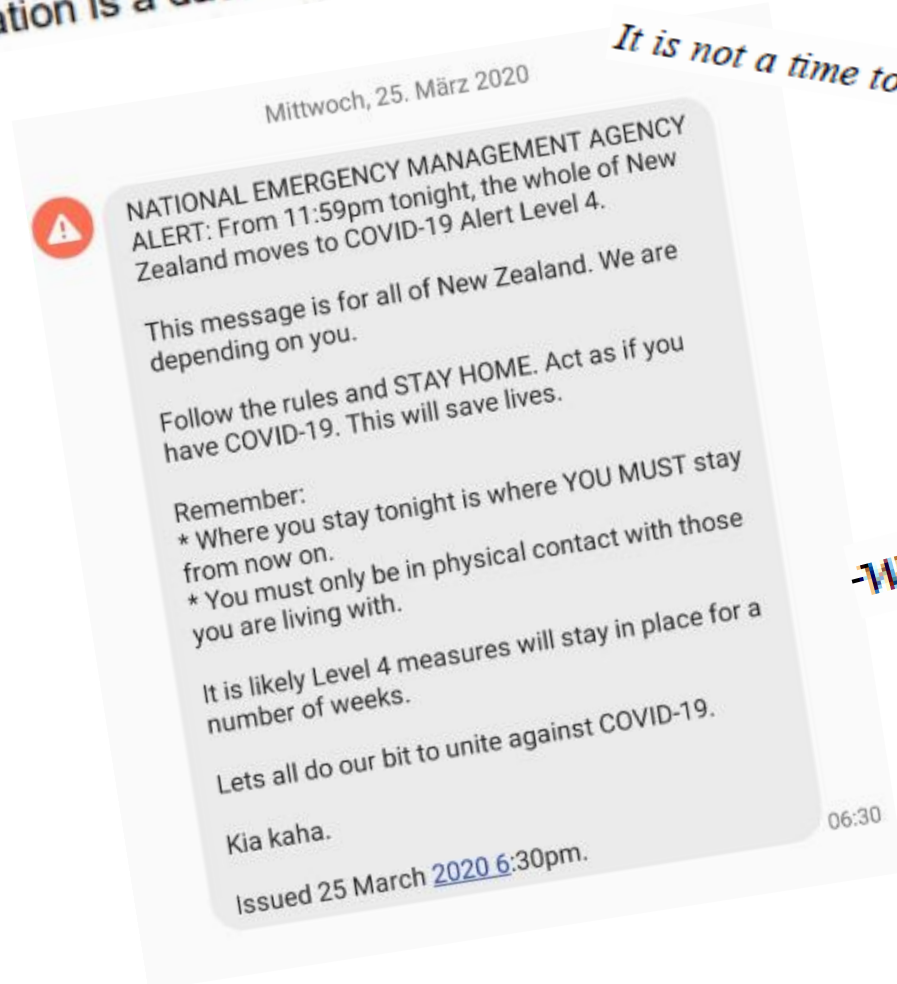 is a
It is not a time to
Mittwoch, 25. März 2020
NATIONAL EMERGENCY MANAGEMENT AGENCY
ALERT: From 11:59pm tonight, the whole of New
Zealand moves to COVID-19 Alert Level 4.
This message is for all of New Zealand. We are
depending on you.
Follow the rules and STAY HOME. Act as if you
have COVID-19. This will save lives.
Remember:
* Where you stay tonight is where YOU MUST stay
from now on.
* You must only be in physical contact with those
you are living with.
It is likely Level 4 measures will stay in place for a
number of weeks.
Lets all do our bit to unite against COVID-19.
Kia kaha.
Issued 25 March 2020 6:30pm.
06:30